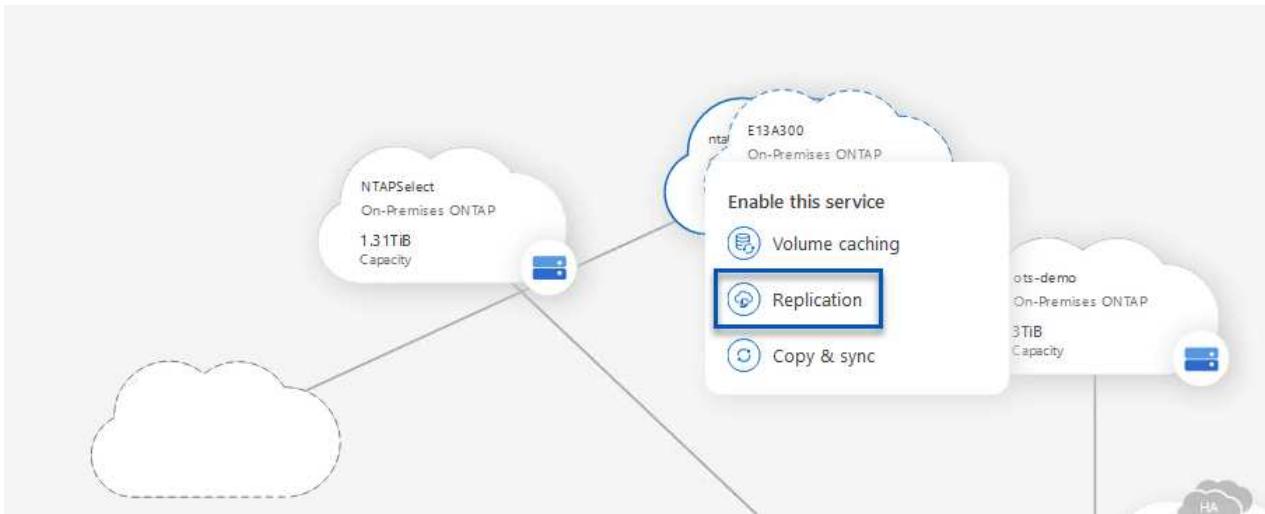 NTAPSelect
On-Premises ONTAP
1.31TiB
Capacity
E13A300
On-Premises ONTAP
Enable this service
Volume caching
Replication
Copy & sync
ots-demo
On-Premises ONTAP
3TiB
Capacity
HA